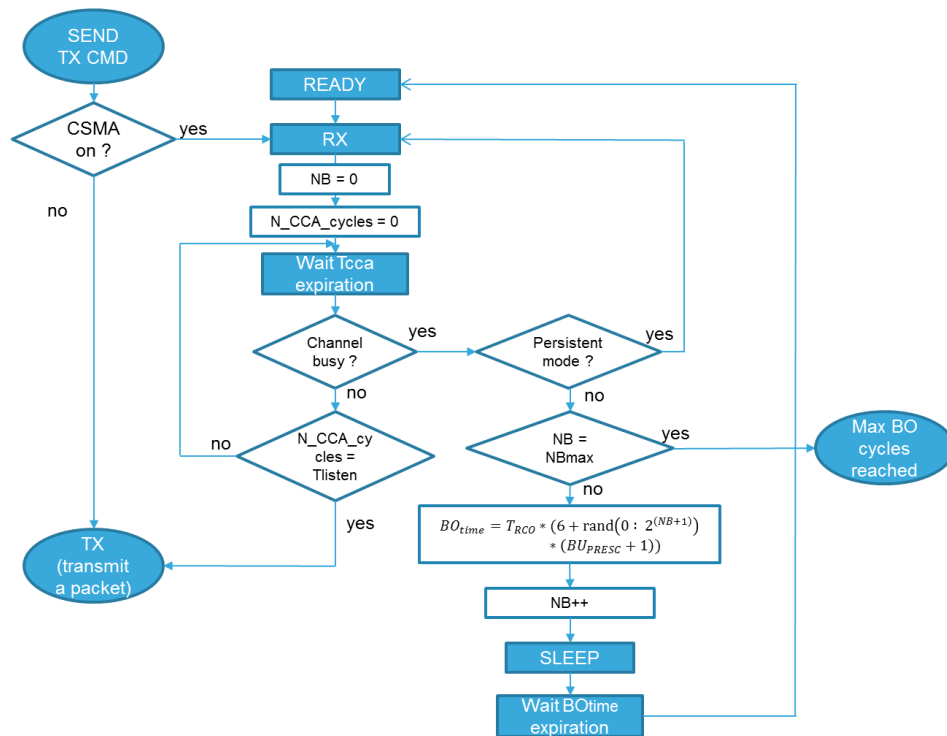 SEND
TX CMD
READY
CSMA
on ?
yes
RX
NB = 0
no
N_CCA_cycles = 0
Wait Tcca
expiration
Channel
busy ?
yes
Persistent
mode ?
yes
no
no
no
N_CCA_cy
cles =
Tlisten
NB =
NBmax
yes
Max BO
cycles
reached
no
yes
BO_time = T_RCO * (6 + rand(0 : 2^(NB+1))
* (BU_PRESC + 1))
TX
(transmit
a packet)
NB++
SLEEP
Wait BOtime
expiration